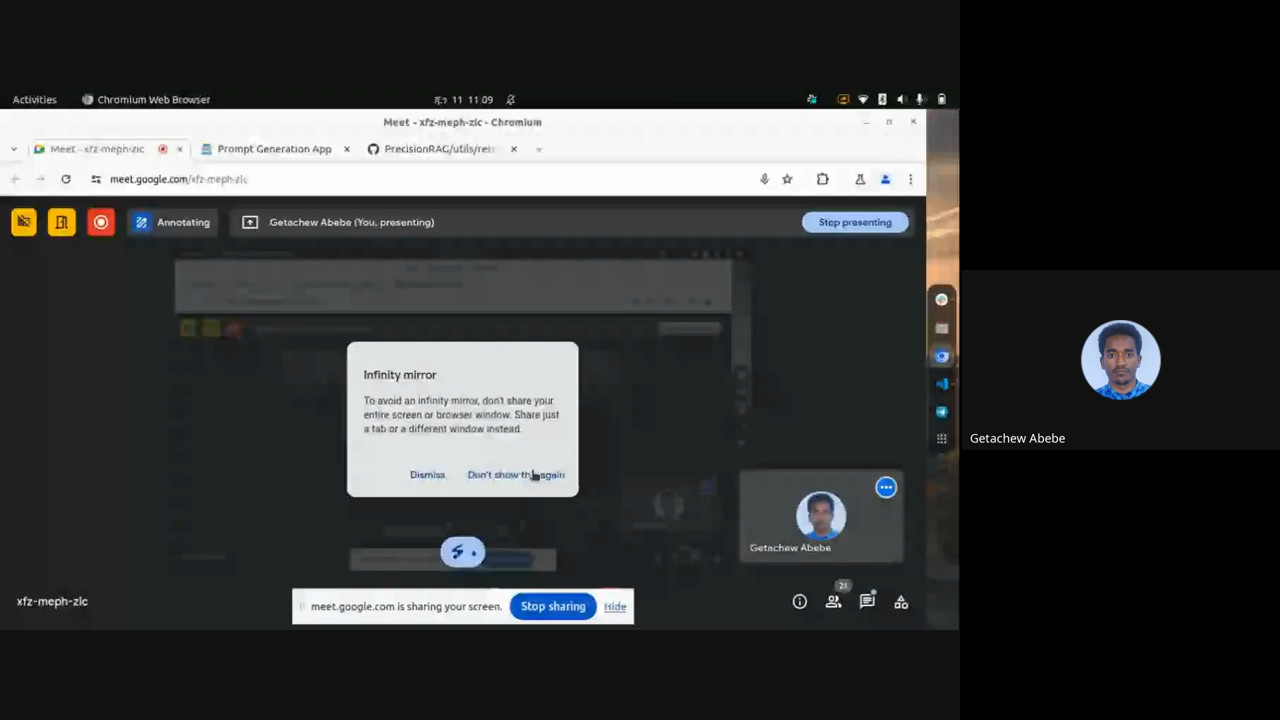 Activities
Chromium Web Browser
11 11:09
Meet - xfz-meph-zic - Chromium
Meet - xfz-meph-zic
Prompt Generation App
PrecisionRAG/utils/re
meet.google.com/xfz-meph-zic
Annotating
Getachew Abebe (You, presenting)
Stop presenting
Infinity mirror
To avoid an infinity mirror, don't share your
entire screen or browser window. Share just
a tab or a different window instead.
Dismiss
Don't show this again
Getachew Abebe
xfz-meph-zic
meet.google.com is sharing your screen.
Stop sharing
Hide
21
Getachew Abebe